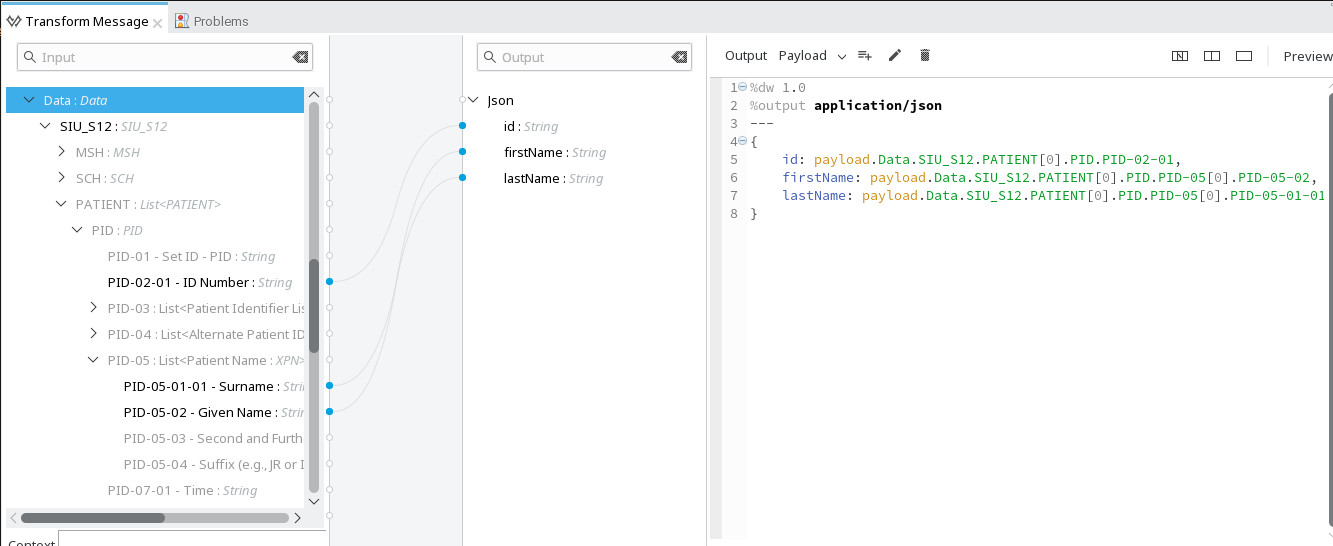 Transform Message
Problems
Input
Data : Data
SIU_S12 : SIU_S12
MSH : MSH
SCH : SCH
PATIENT : List<PATIENT>
PID : PID
PID-01 - Set ID - PID : String
PID-02-01 - ID Number : String
PID-03 : List<Patient Identifier Lis
PID-04 : List<Alternate Patient ID
PID-05 : List<Patient Name : XPN>
PID-05-01-01 - Surname : Strin
PID-05-02 - Given Name : Strin
PID-05-03 - Second and Furth
PID-05-04 - Suffix (e.g., JR or I
PID-07-01 - Time : String
Context
Output
Json
id : String
firstName : String
lastName : String
Output Payload
Preview
1 %dw 1.0
2 %output application/json
3 ---
4 {
5 id: payload.Data.SIU_S12.PATIENT[0].PID.PID-02-01,
6 firstName: payload.Data.SIU_S12.PATIENT[0].PID.PID-05[0].PID-05-02,
7 lastName: payload.Data.SIU_S12.PATIENT[0].PID.PID-05[0].PID-05-01-01
8 }